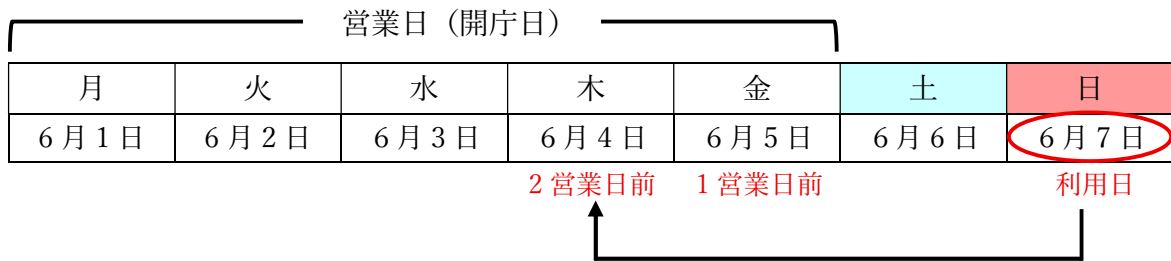 営業日（開庁日）
月 火 水 木 金 土 日
６月１日 ６月２日 ６月３日 ６月４日 ６月５日 ６月６日 ６月７日
２営業日前 １営業日前 利用日